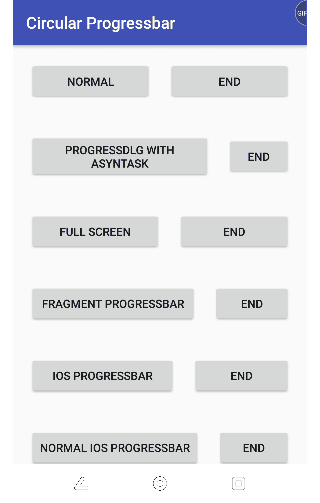 Circular Progressbar
GIF
NORMAL
END
PROGRESSDLG WITH
ASYNTASK
END
FULL SCREEN
END
FRAGMENT PROGRESSBAR
END
IOS PROGRESSBAR
END
NORMAL IOS PROGRESSBAR
END